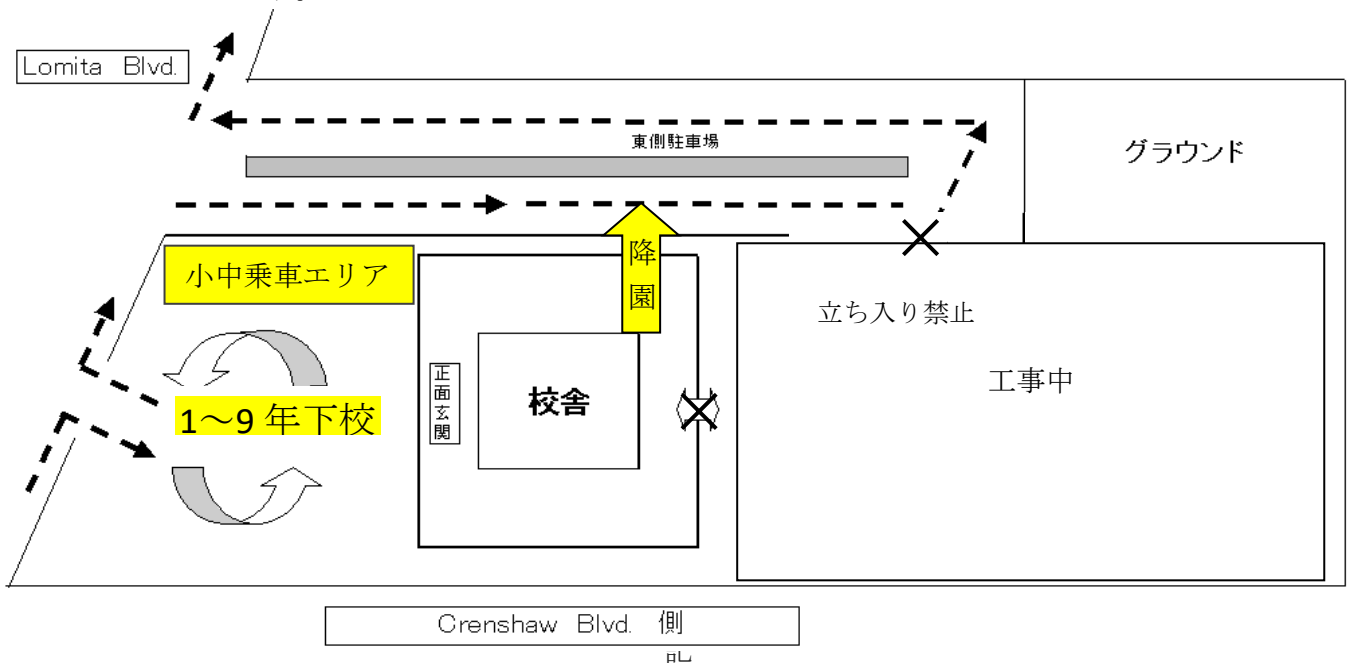 Lomita Blvd.
東側駐車場
グラウンド
小中乗車エリア
降
園
立ち入り禁止
工事中
正
面
玄
関
校舎
1～9 年下校
Crenshaw Blvd. 側